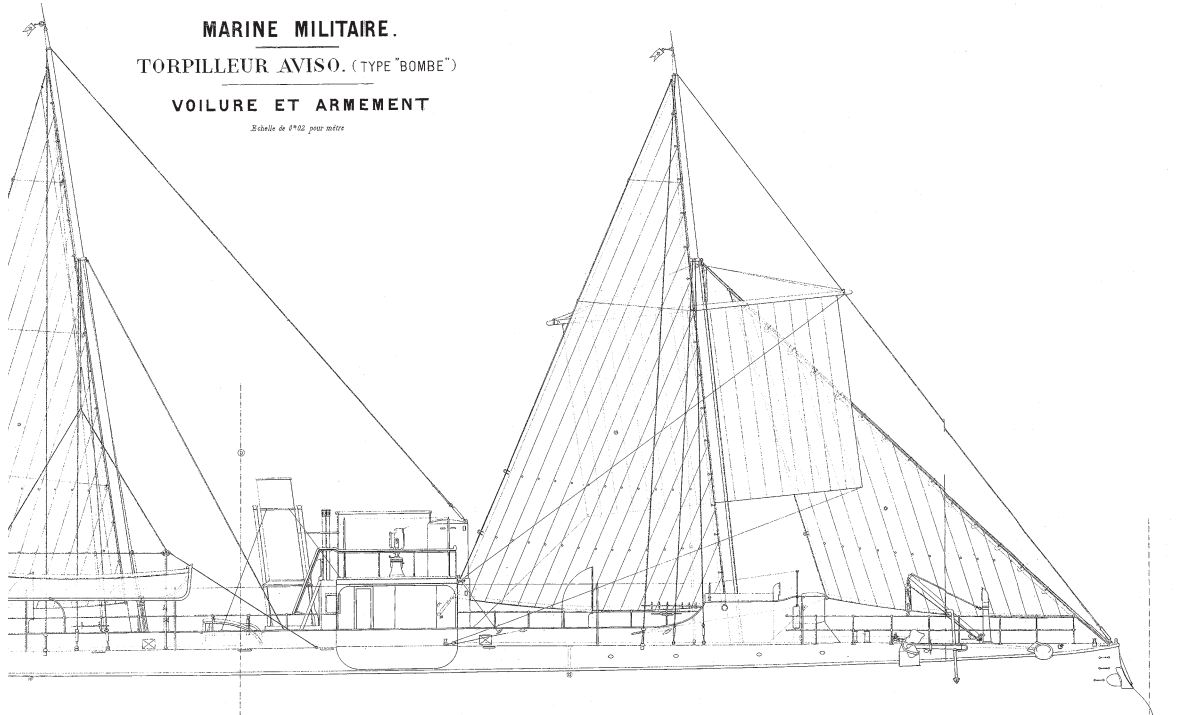 MARINE MILITAIRE.
TORPILLEUR AVISO. (TYPE "BOMBE")
VOILURE ET ARMEMENT
Echelle de 0ᵐ02 pour mètre